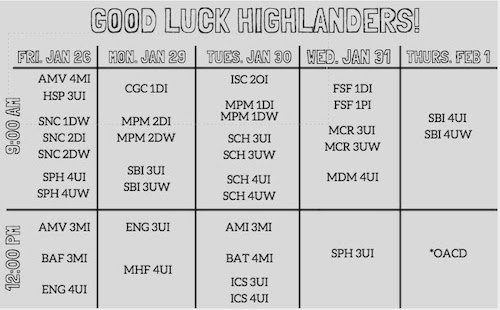 GOOD LUCK HIGHLANDERS!
FRI. JAN 26 MON. JAN 29 TUES. JAN 30 WED. JAN 31 THURS. FEB 1
9:00 AM
AMV 4MI
HSP 3UI
SNC 1DW
SNC 2DI
SNC 2DW
SPH 4UI
SPH 4UW
CGC 1DI
MPM 2DI
MPM 2DW
SBI 3UI
SBI 3UW
ISC 2OI
MPM 1DI
MPM 1DW
SCH 3UI
SCH 3UW
SCH 4UI
SCH 4UW
FSF 1DI
FSF 1PI
MCR 3UI
MCR 3UW
MDM 4UI
SBI 4UI
SBI 4UW
12:00 PM
AMV 3MI
BAF 3MI
ENG 4UI
ENG 3UI
MHF 4UI
AMI 3MI
BAT 4MI
ICS 3UI
ICS 4UI
SPH 3UI
*OACD